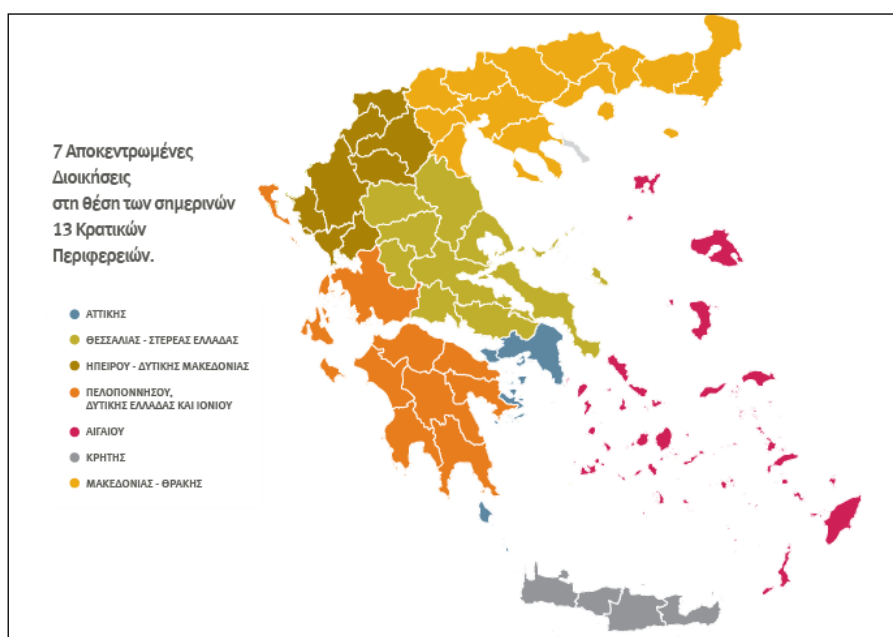 7 Αποκεντρωμένες
Διοικήσεις
στη θέση των σημερινών
13 Κρατικών
Περιφερειών.
ΑΤΤΙΚΗΣ
ΘΕΣΣΑΛΙΑΣ - ΣΤΕΡΕΑΣ ΕΛΛΑΔΑΣ
ΗΠΕΙΡΟΥ - ΔΥΤΙΚΗΣ ΜΑΚΕΔΟΝΙΑΣ
ΠΕΛΟΠΟΝΝΗΣΟΥ,
ΔΥΤΙΚΗΣ ΕΛΛΑΔΑΣ ΚΑΙ ΙΟΝΙΟΥ
ΑΙΓΑΙΟΥ
ΚΡΗΤΗΣ
ΜΑΚΕΔΟΝΙΑΣ - ΘΡΑΚΗΣ